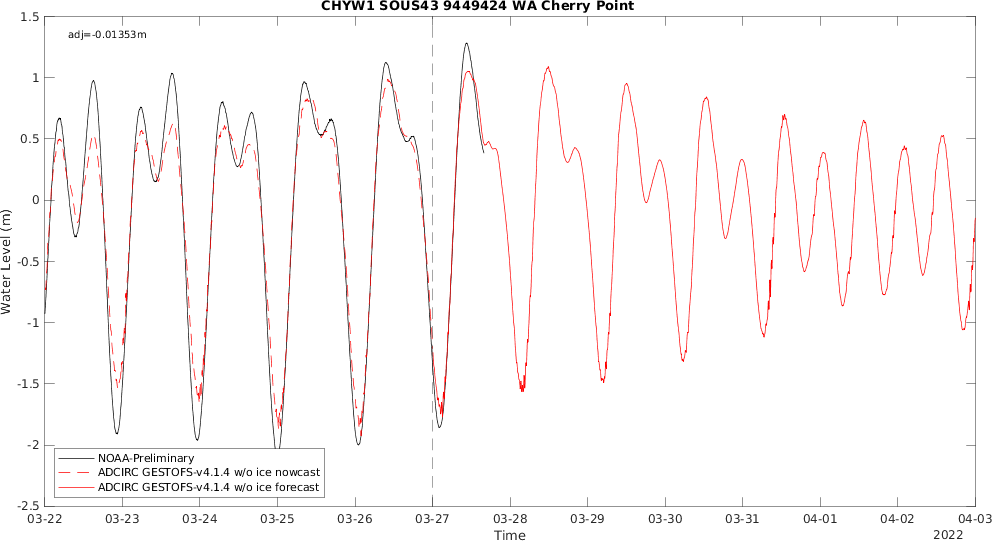 CHYW1 SOUS43 9449424 WA Cherry Point
adj=-0.01353m
1.5
1
0.5
0
-0.5
-1
-1.5
-2
-2.5
Water Level (m)
NOAA-Preliminary
ADCIRC GESTOFS-v4.1.4 w/o ice nowcast
ADCIRC GESTOFS-v4.1.4 w/o ice forecast
03-22 03-23 03-24 03-25 03-26 03-27 03-28 03-29 03-30 03-31 04-01 04-02 04-03
Time
2022